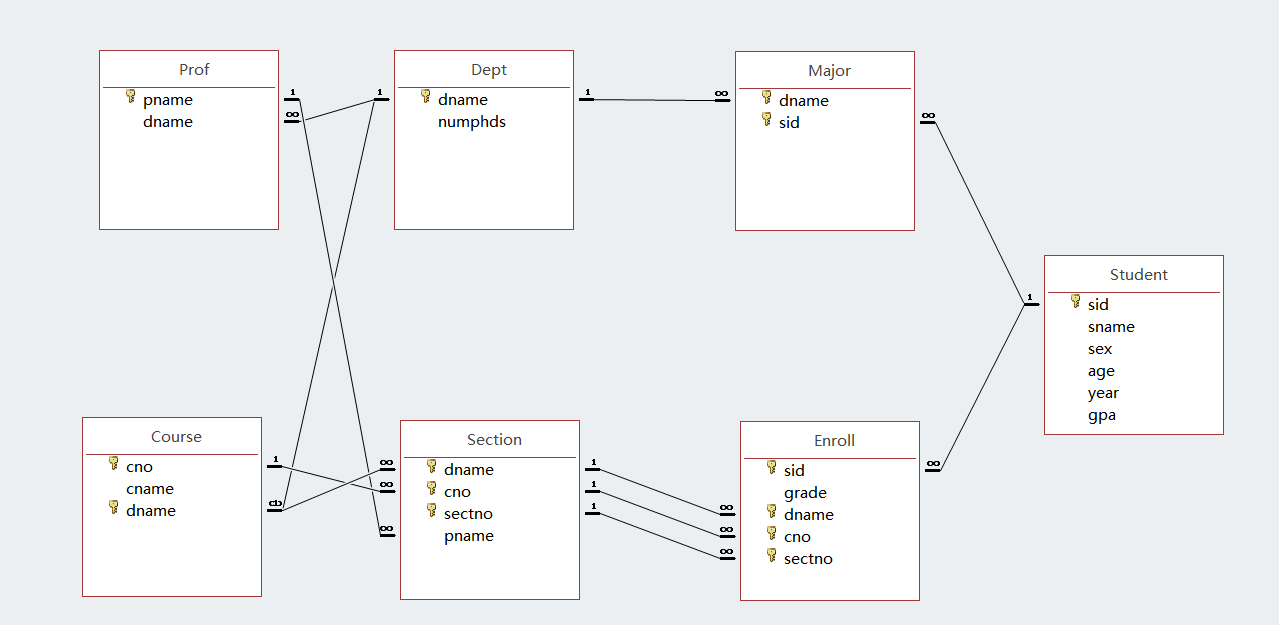 Prof
pname
dname
Dept
dname
numphds
Major
dname
sid
Student
sid
sname
sex
age
year
gpa
Course
cno
cname
dname
Section
dname
cno
sectno
pname
Enroll
sid
grade
dname
cno
sectno
1
∞
1
1
∞
∞
1
∞
1
∞
∞
∞
1
1
1
∞
∞
∞